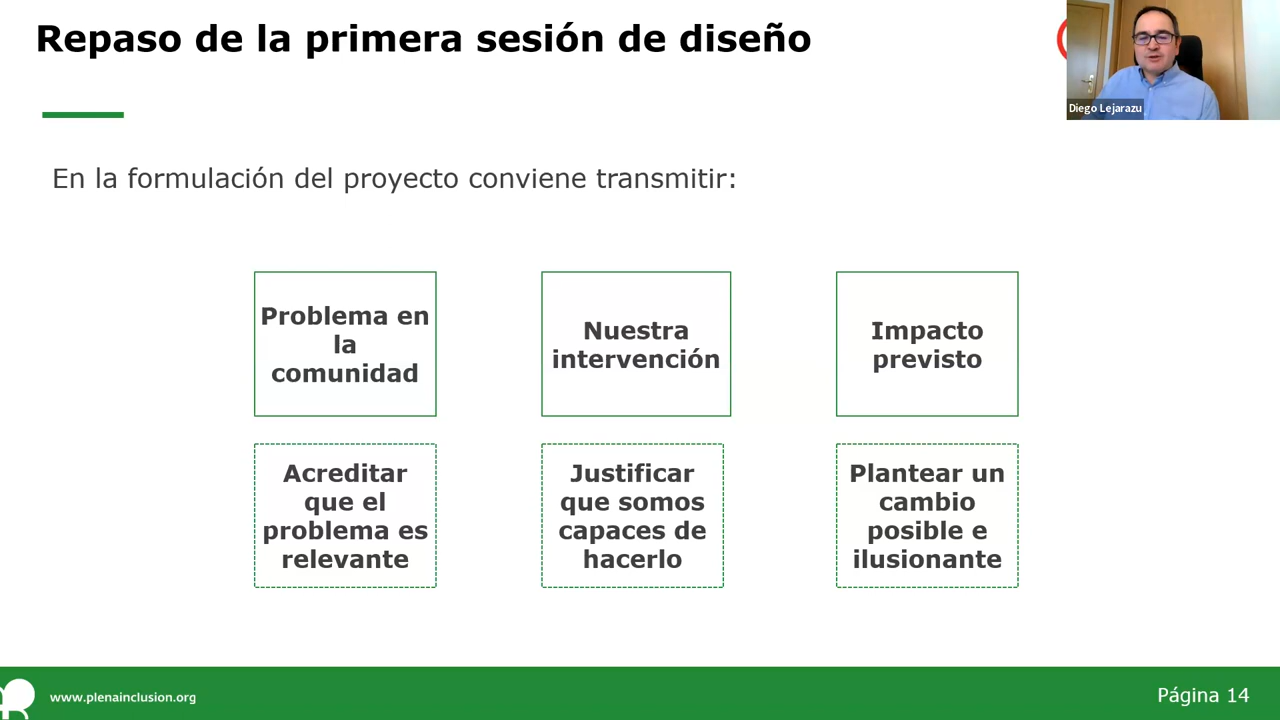 Repaso de la primera sesión de diseño
Diego Lejarazu
En la formulación del proyecto conviene transmitir:
Problema en
la
comunidad
Nuestra
intervención
Impacto
previsto
Acreditar
que el
problema es
relevante
Justificar
que somos
capaces de
hacerlo
Plantear un
cambio
posible e
ilusionante
www.plenainclusion.org
Página 14